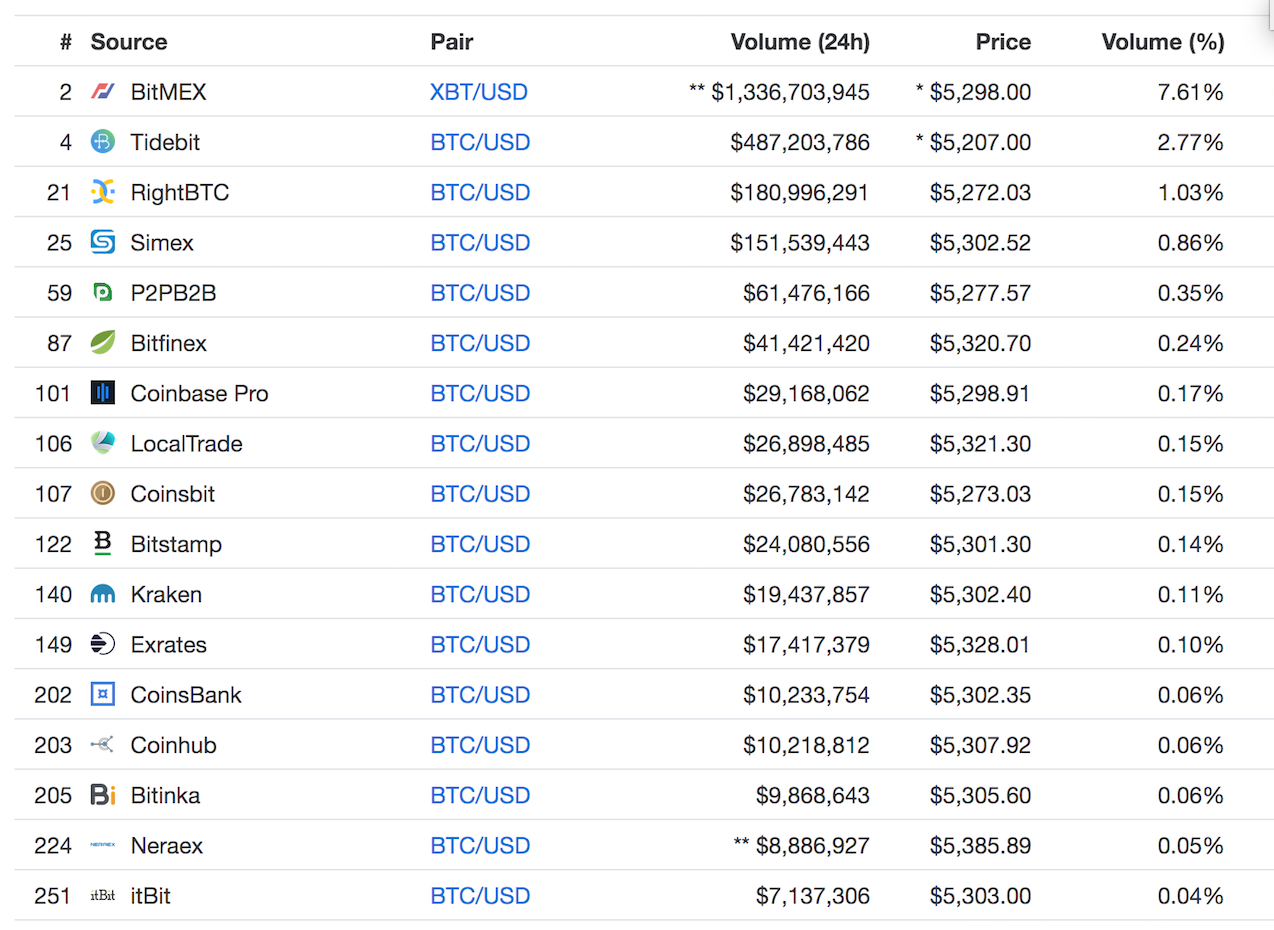 # Source Pair Volume (24h) Price Volume (%)
2 BitMEX XBT/USD ** $1,336,703,945 * $5,298.00 7.61%
4 Tidebit BTC/USD $487,203,786 * $5,207.00 2.77%
21 RightBTC BTC/USD $180,996,291 $5,272.03 1.03%
25 Simex BTC/USD $151,539,443 $5,302.52 0.86%
59 P2PB2B BTC/USD $61,476,166 $5,277.57 0.35%
87 Bitfinex BTC/USD $41,421,420 $5,320.70 0.24%
101 Coinbase Pro BTC/USD $29,168,062 $5,298.91 0.17%
106 LocalTrade BTC/USD $26,898,485 $5,321.30 0.15%
107 Coinsbit BTC/USD $26,783,142 $5,273.03 0.15%
122 B Bitstamp BTC/USD $24,080,556 $5,301.30 0.14%
140 Kraken BTC/USD $19,437,857 $5,302.40 0.11%
149 Exrates BTC/USD $17,417,379 $5,328.01 0.10%
202 CoinsBank BTC/USD $10,233,754 $5,302.35 0.06%
203 Coinhub BTC/USD $10,218,812 $5,307.92 0.06%
205 Bi Bitinka BTC/USD $9,868,643 $5,305.60 0.06%
224 NERAEX Neraex BTC/USD ** $8,886,927 $5,385.89 0.05%
251 itBit itBit BTC/USD $7,137,306 $5,303.00 0.04%